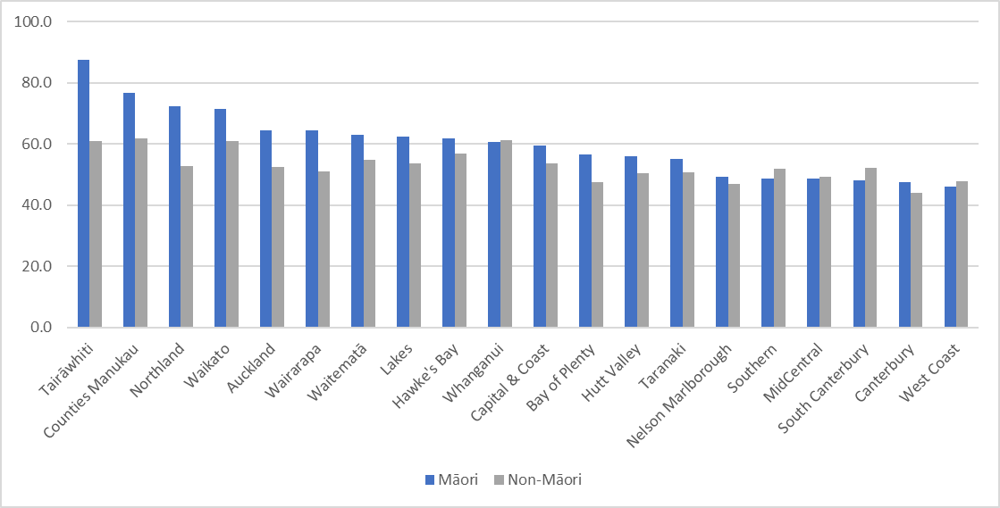 100.0
80.0
60.0
40.0
20.0
0.0
Tairāwhiti
Counties Manukau
Northland
Waikato
Auckland
Wairarapa
Waitematā
Lakes
Hawke's Bay
Whanganui
Capital & Coast
Bay of Plenty
Hutt Valley
Taranaki
Nelson Marlborough
Southern
MidCentral
South Canterbury
Canterbury
West Coast
Māori Non-Māori